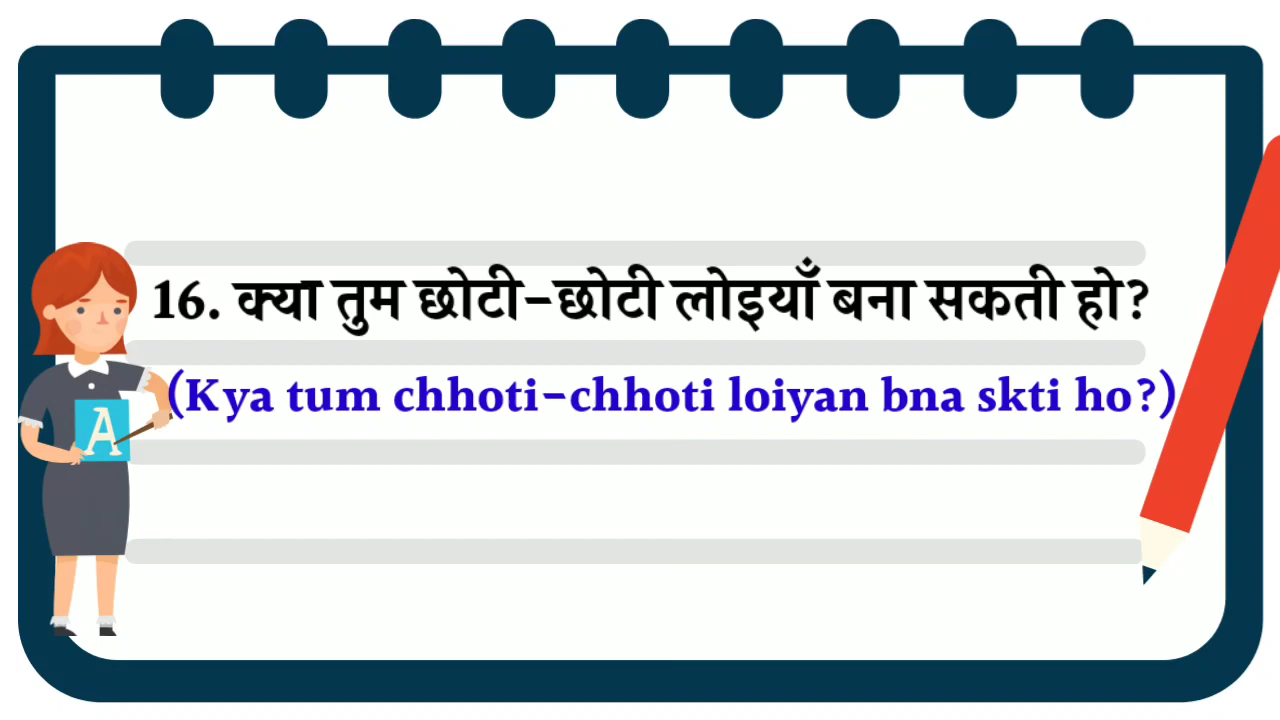 16. क्या तुम छोटी-छोटी लोइयाँ बना सकती हो?
(Kya tum chhoti-chhoti loiyan bna skti ho?)
A